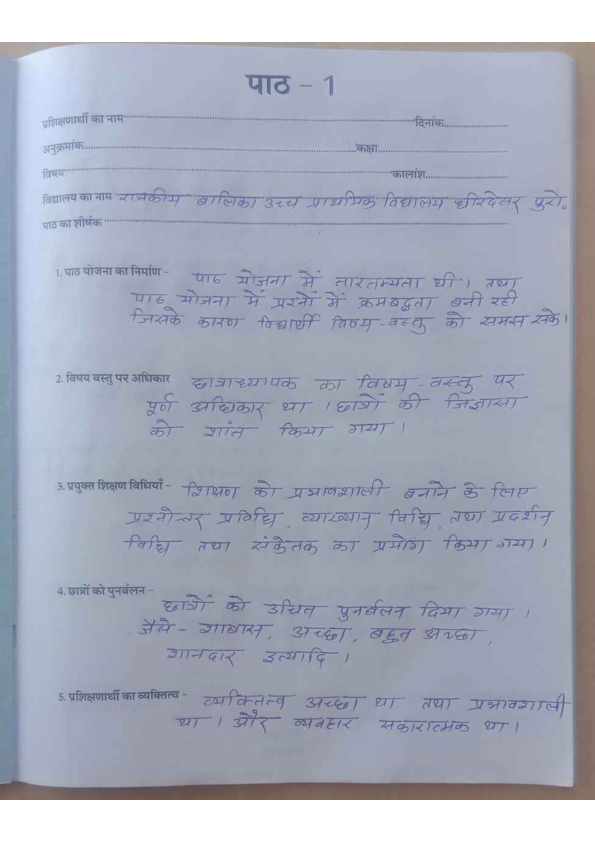 पाठ – 1
प्रशिक्षणार्थी का नाम दिनांक
अनुक्रमांक कक्षा
विषय कालांश
विद्यालय का नाम राजकीय बालिका उच्च प्राथमिक विद्यालय धीरदेसर पुरो.
पाठ का शीर्षक
1. पाठ योजना का निर्माण – पाठ योजना में तारतम्यता थी। तथा
पाठ योजना में प्रश्नों में क्रमबद्धता बनी रही
जिसके कारण विद्यार्थी विषय-वस्तु को समझ सके।
2. विषय वस्तु पर अधिकार छात्राध्यापक का विषय-वस्तु पर
पूर्ण अधिकार था। छात्रों की जिज्ञासा
को शांत किया गया।
3. प्रयुक्त शिक्षण विधियाँ – शिक्षण को प्रभावशाली बनाने के लिए
प्रश्नोत्तर प्रविधि, व्याख्यान विधि, तथा प्रदर्शन
विधि तथा संकेतक का प्रयोग किया गया।
4. छात्रों को पुनर्बलन –
छात्रों को उचित पुनर्बलन दिया गया।
जैसे - शाबास, अच्छा, बहुत अच्छा,
शानदार इत्यादि।
5. प्रशिक्षणार्थी का व्यक्तित्व – व्यक्तित्व अच्छा था तथा प्रभावशाली
था। और व्यवहार सकारात्मक था।